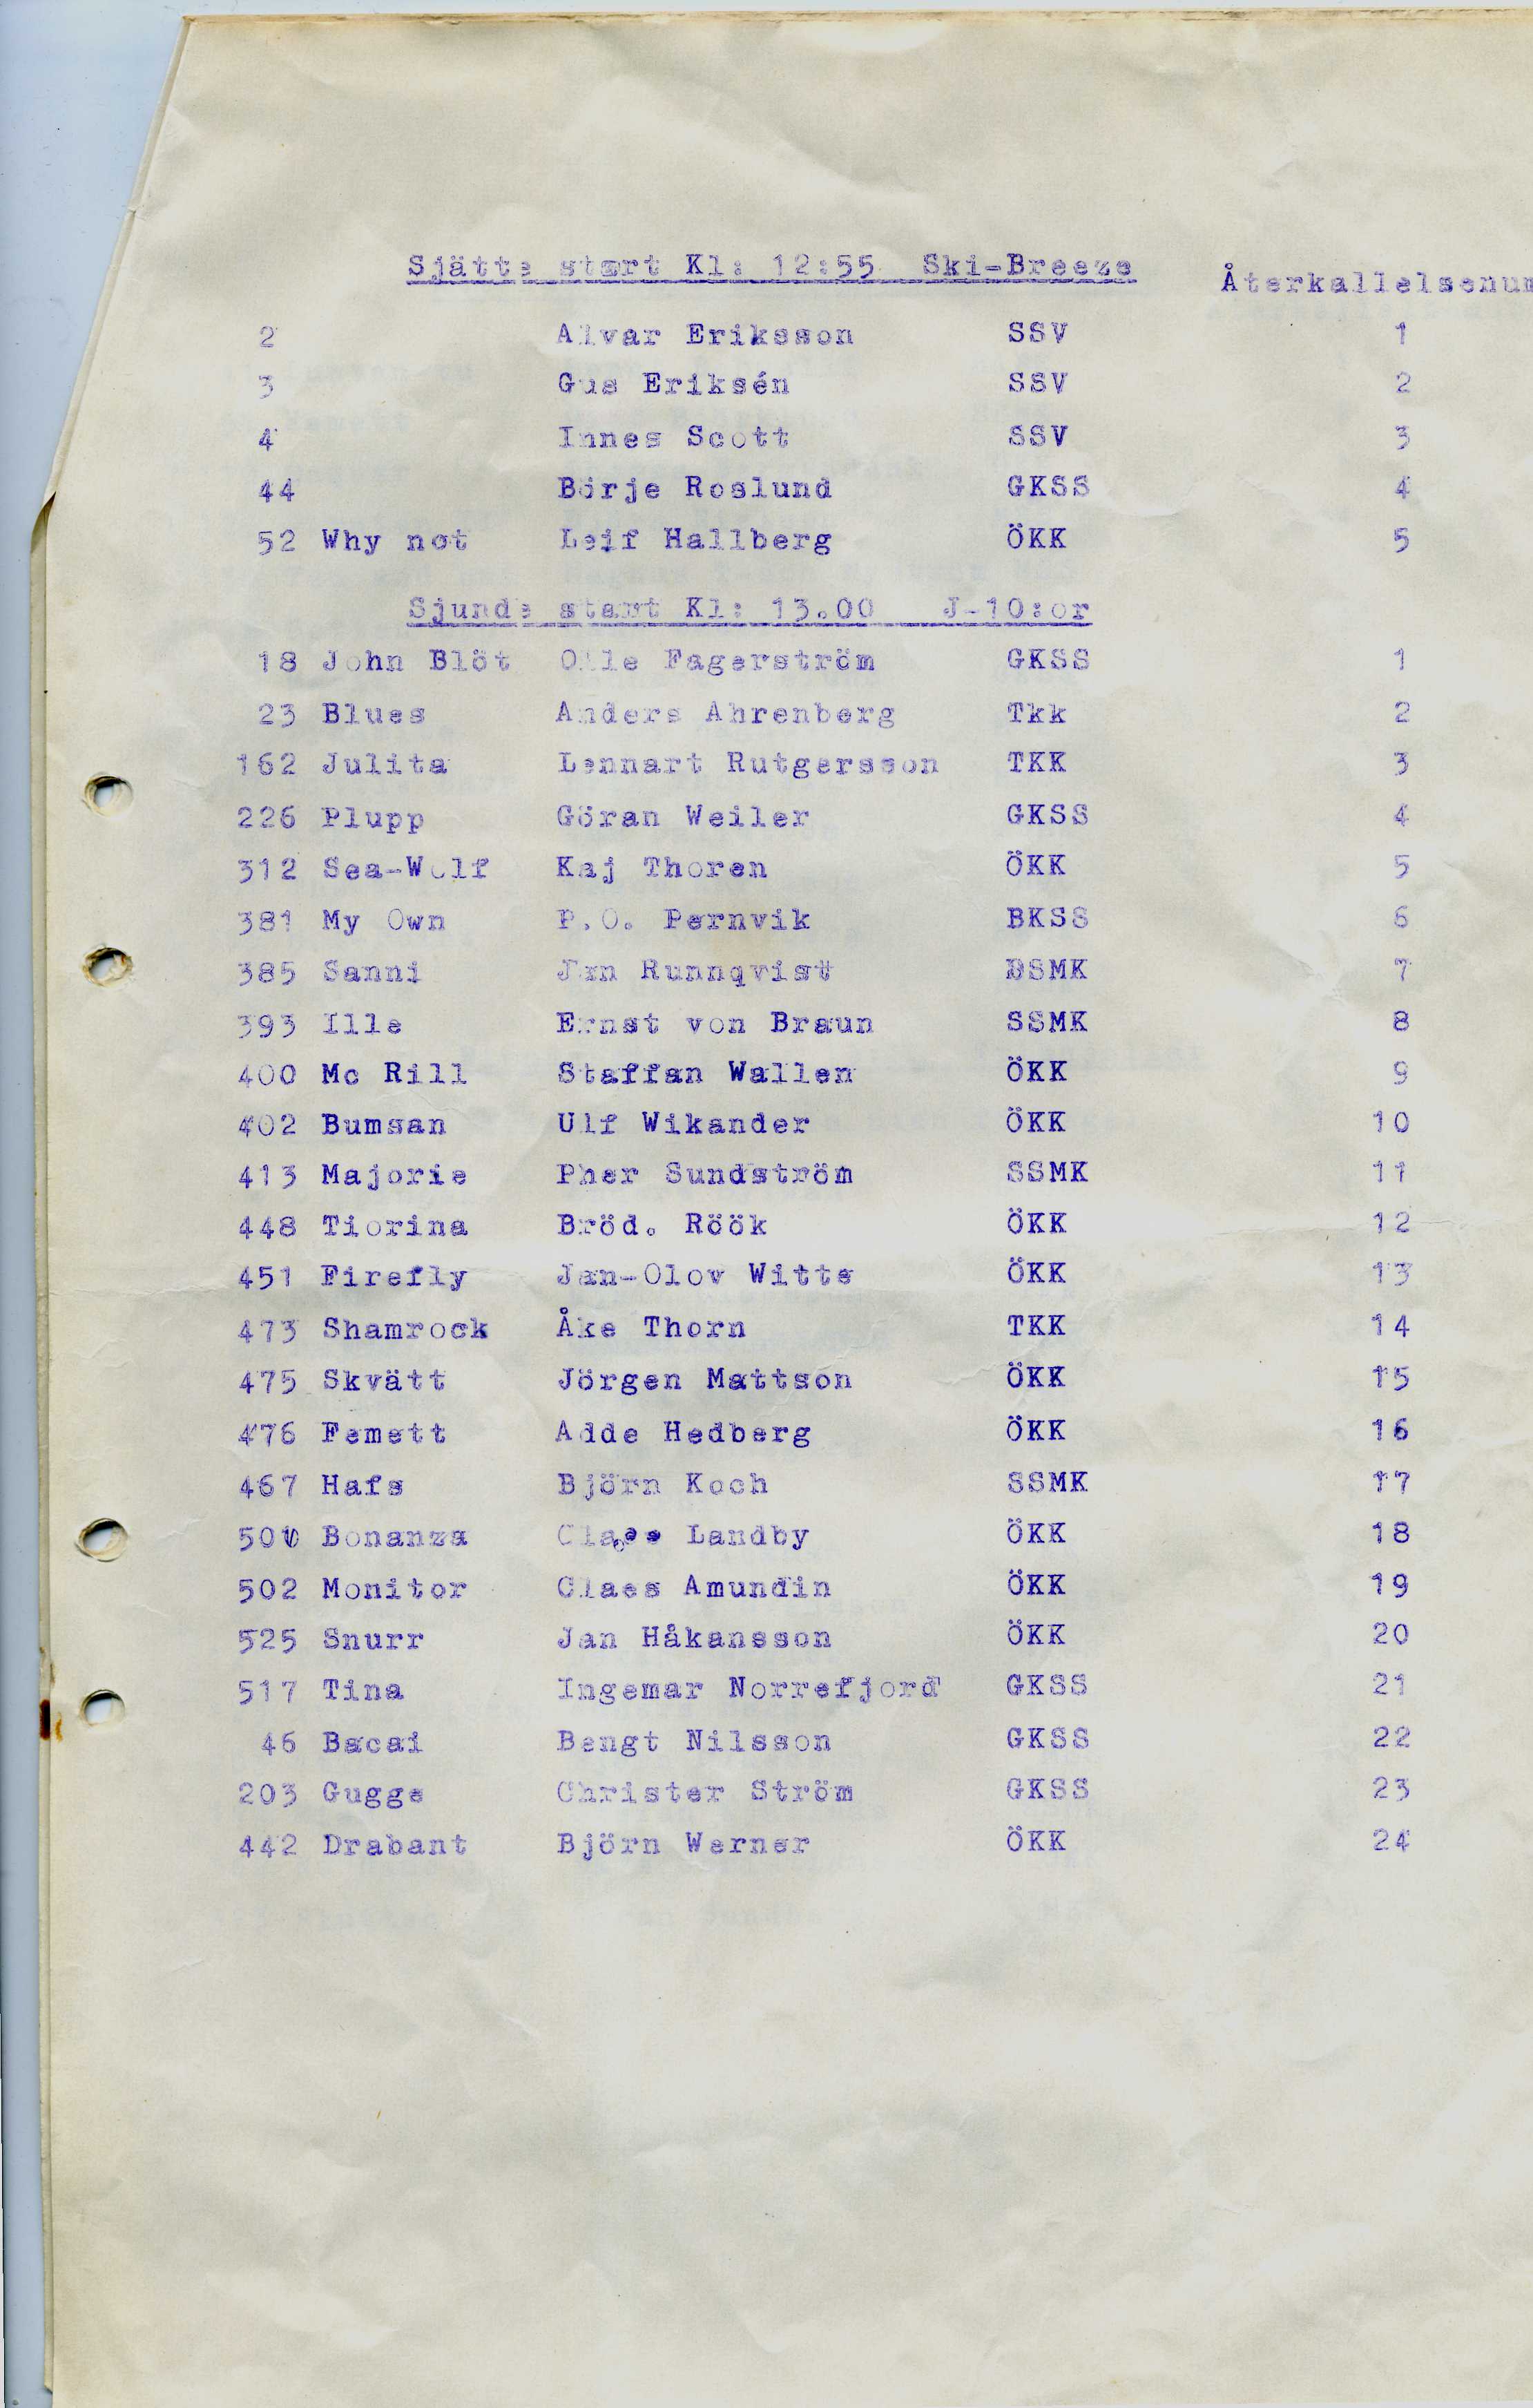 Sjätte start Kl: 12:55 Ski-Breeze
Återkallelsenum
2 Alvar Eriksson SSV 1
3 Gus Eriksén SSV 2
4 Innes Scott SSV 3
44 Börje Roslund GKSS 4
52 Why not Leif Hallberg ÖKK 5
Sjunde start Kl: 13.00 J-10:or
18 John Blöt Olle Fagerström GKSS 1
23 Blues Anders Ahrenberg Tkk 2
162 Julita Lennart Rutgersson TKK 3
226 Plupp Göran Weiler GKSS 4
312 Sea-Wolf Kaj Thoren ÖKK 5
381 My Own P.O. Pernvik BKSS 6
385 Sanni Jan Runnqvist DSMK 7
393 Ille Ernst von Braun SSMK 8
400 Mc Rill Staffan Wallen ÖKK 9
402 Bumsan Ulf Wikander ÖKK 10
413 Majorie Pher Sundström SSMK 11
448 Tiorina Bröd. Röök ÖKK 12
451 Firefly Jan-Olov Witte ÖKK 13
473 Shamrock Åke Thorn TKK 14
475 Skvätt Jörgen Mattson ÖKK 15
476 Femett Adde Hedberg ÖKK 16
467 Hafs Björn Koch SSMK 17
Bonanza Claes Landby ÖKK 18
502 Monitor Claes Amundin ÖKK 19
525 Snurr Jan Håkansson ÖKK 20
517 Tina Ingemar Norrefjord GKSS 21
46 Bacai Bengt Nilsson GKSS 22
203 Gugge Christer Ström GKSS 23
442 Drabant Björn Werner ÖKK 24